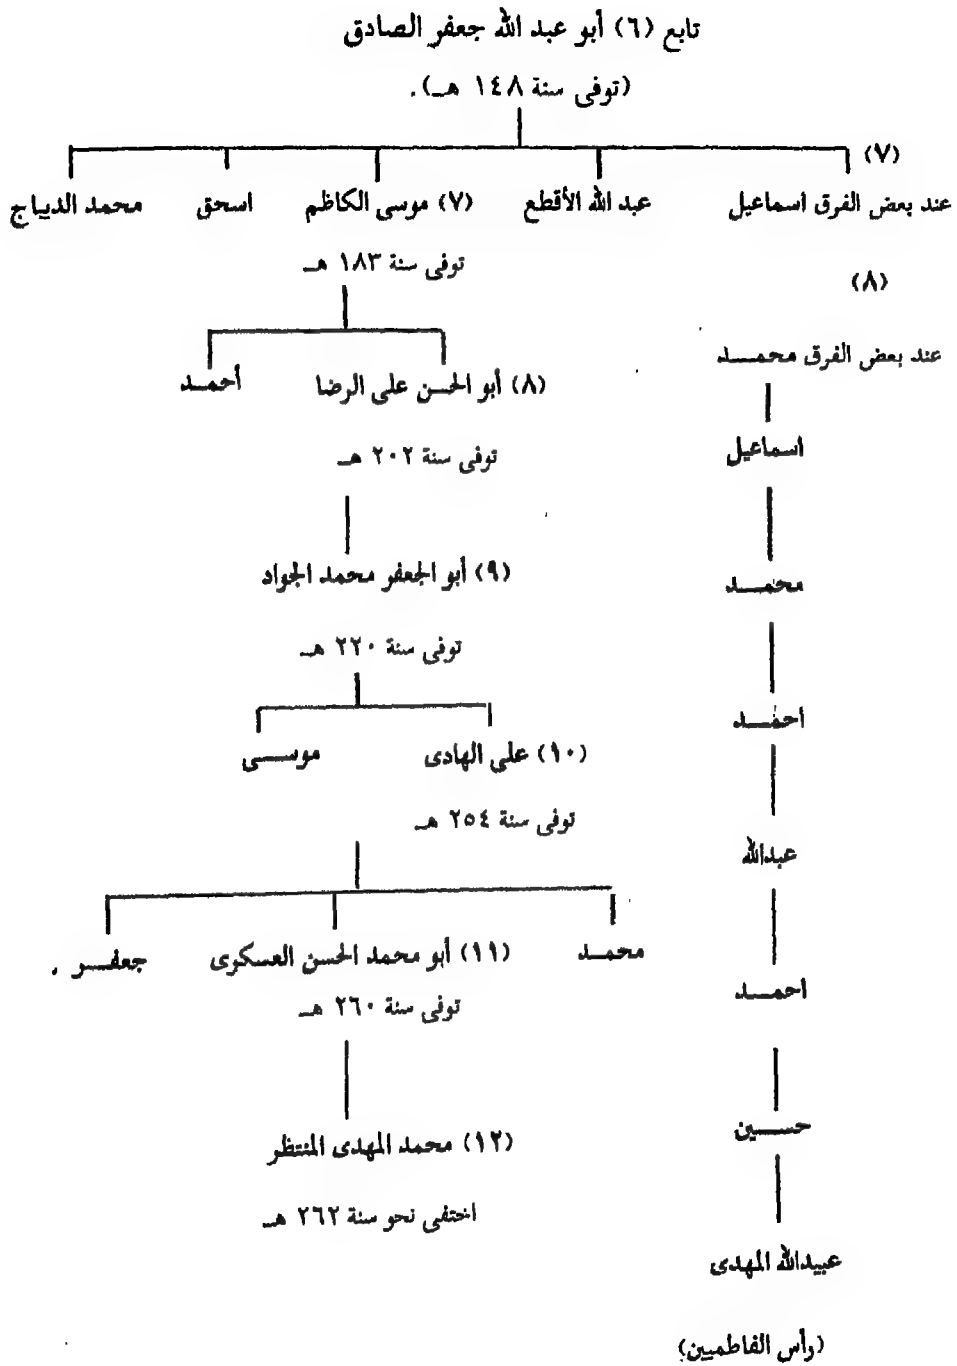 تابع (٦) أبو عبد الله جعفر الصادق
(توفى سنة ١٤٨ هـ).
(٧)
عند بعض الفرق اسماعيل
عبد الله الأقطع
(٧) موسى الكاظم
اسحق
محمد الديباج
توفى سنة ١٨٣ هـ
(٨)
عند بعض الفرق محمد
(٨) أبو الحسن على الرضا
أحمد
اسماعيل
توفى سنة ٢٠٢ هـ
(٩) أبو الجعفر محمد الجواد
محمد
توفى سنة ٢٢٠ هـ
احمد
(١٠) على الهادى
موسى
توفى سنة ٢٥٤ هـ
عبدالله
محمد
(١١) أبو محمد الحسن العسكوى
جعفر .
احمد
توفى سنة ٢٦٠ هـ
حسين
(١٢) محمد المهدى المنتظر
اختفى نحو سنة ٢٦٢ هـ
عبيدالله المهدى
(رأس الفاطميين)